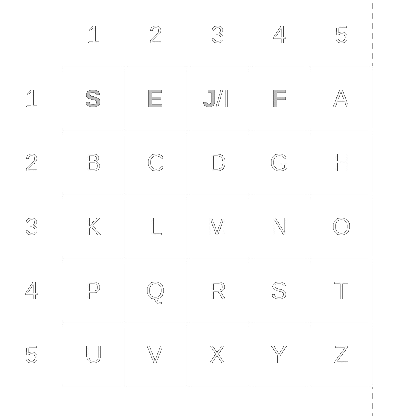 1 2 3 4 5
1 S E J/I F A
2 B C D G H
3 K L M N O
4 P Q R S T
5 U V X Y Z